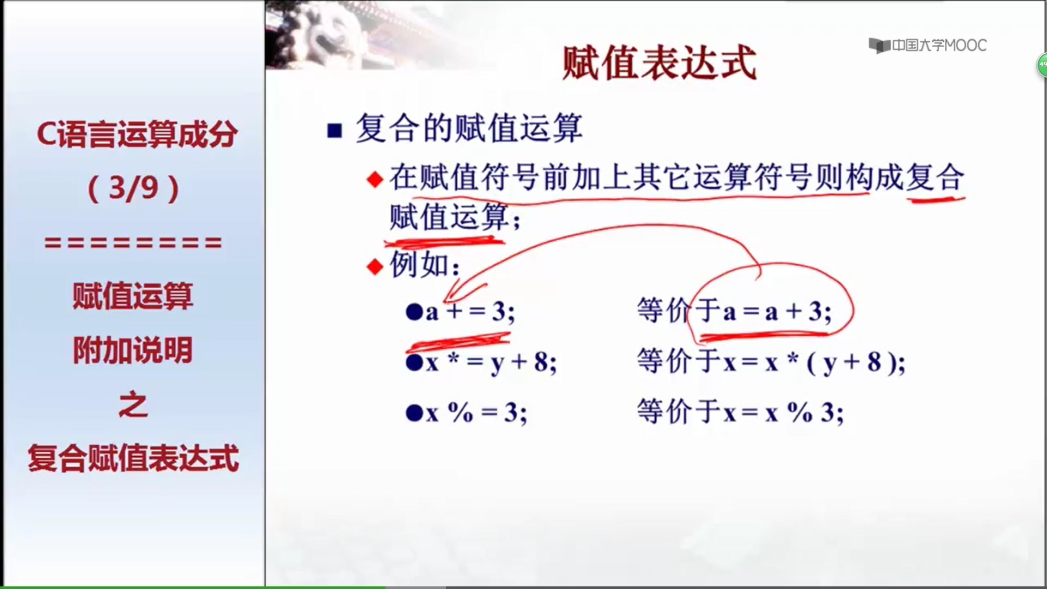 C语言运算成分
（3/9）
========
赋值运算
附加说明
之
复合赋值表达式
中国大学MOOC
赋值表达式
■ 复合的赋值运算
◆在赋值符号前加上其它运算符号则构成复合
赋值运算；
◆例如：
●a + = 3; 等价于a = a + 3;
●x * = y + 8; 等价于x = x * ( y + 8 );
●x % = 3; 等价于x = x % 3;